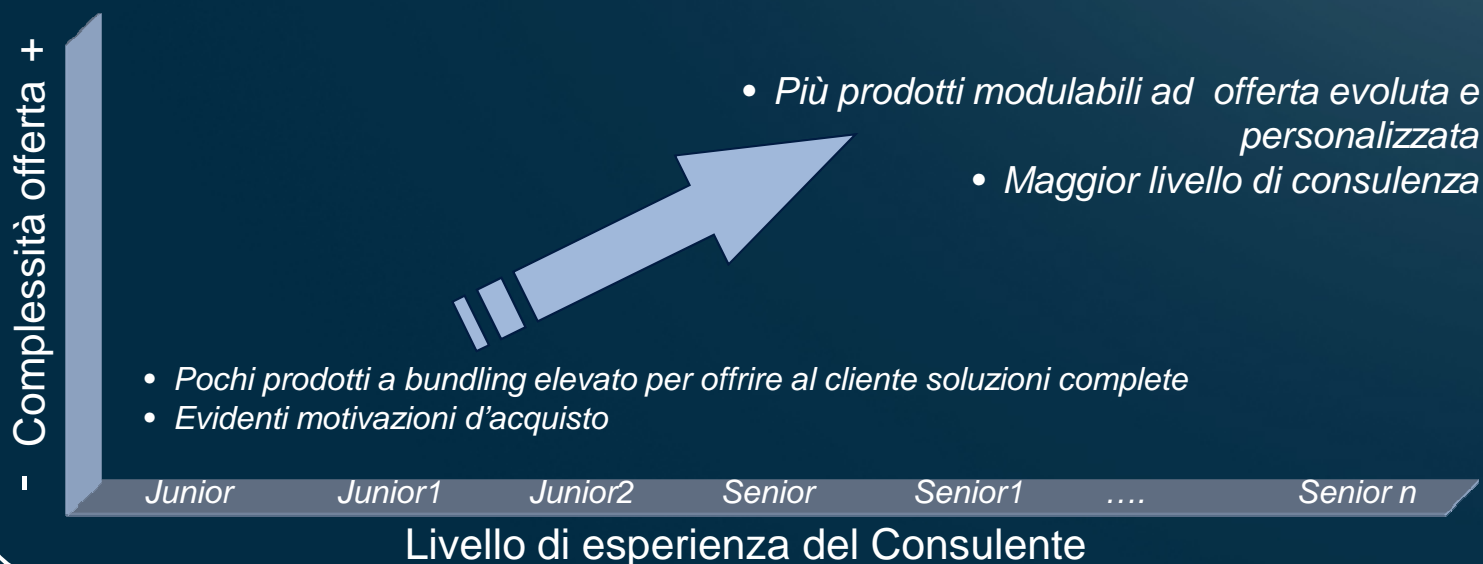 - Complessità offerta +
• Più prodotti modulabili ad offerta evoluta e
personalizzata
• Maggior livello di consulenza
• Pochi prodotti a bundling elevato per offrire al cliente soluzioni complete
• Evidenti motivazioni d'acquisto
Junior Junior1 Junior2 Senior Senior1 .... Senior n
Livello di esperienza del Consulente